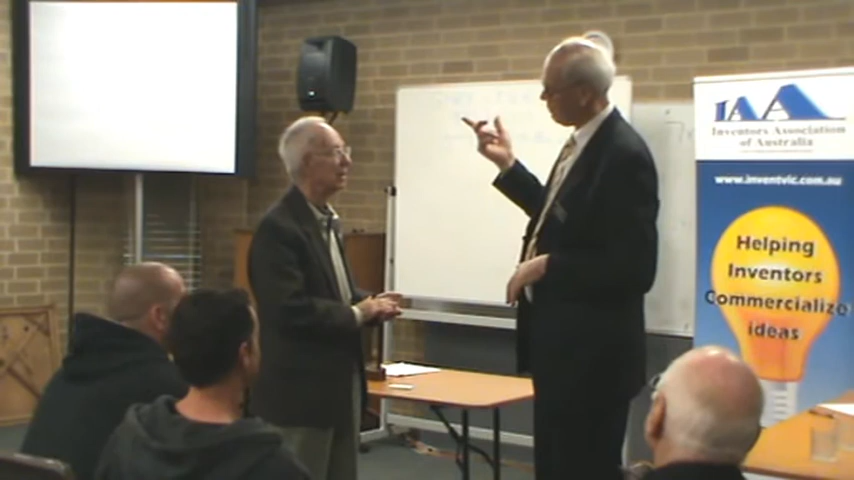 IAA
Inventors Association
of Australia
www.inventvic.com.au
Helping
Inventors
Commercialize
ideas